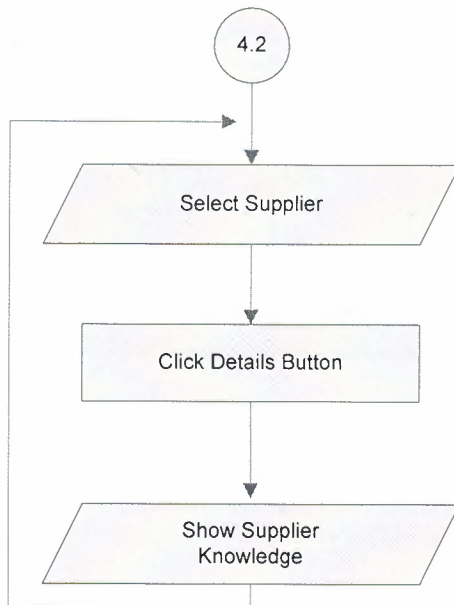 4.2
Select Supplier
Click Details Button
Show Supplier
Knowledge